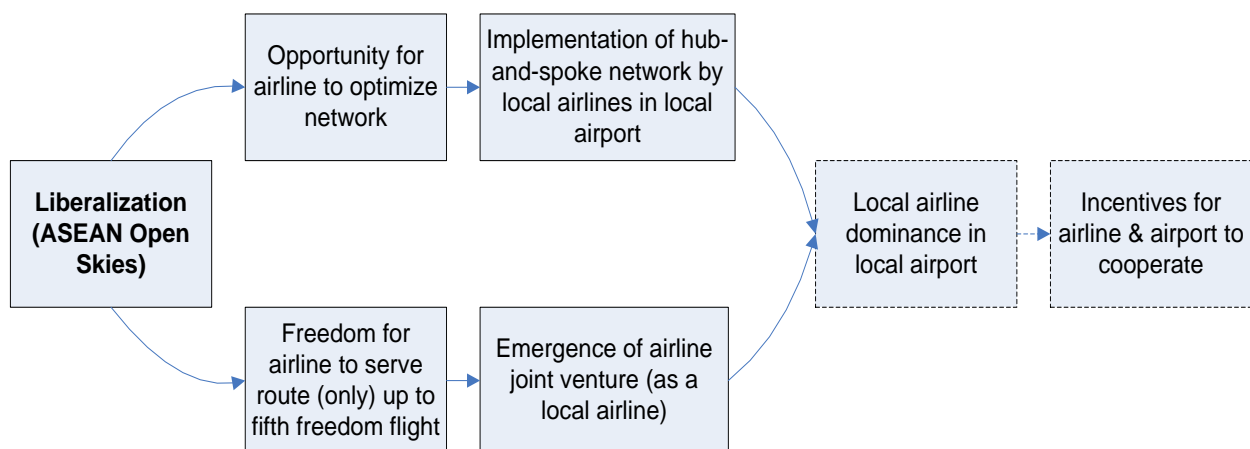 Opportunity for
airline to optimize
network
Implementation of hub-
and-spoke network by
local airlines in local
airport
Liberalization
(ASEAN Open
Skies)
Local airline
dominance in
local airport
Incentives for
airline & airport to
cooperate
Freedom for
airline to serve
route (only) up to
fifth freedom flight
Emergence of airline
joint venture (as a
local airline)